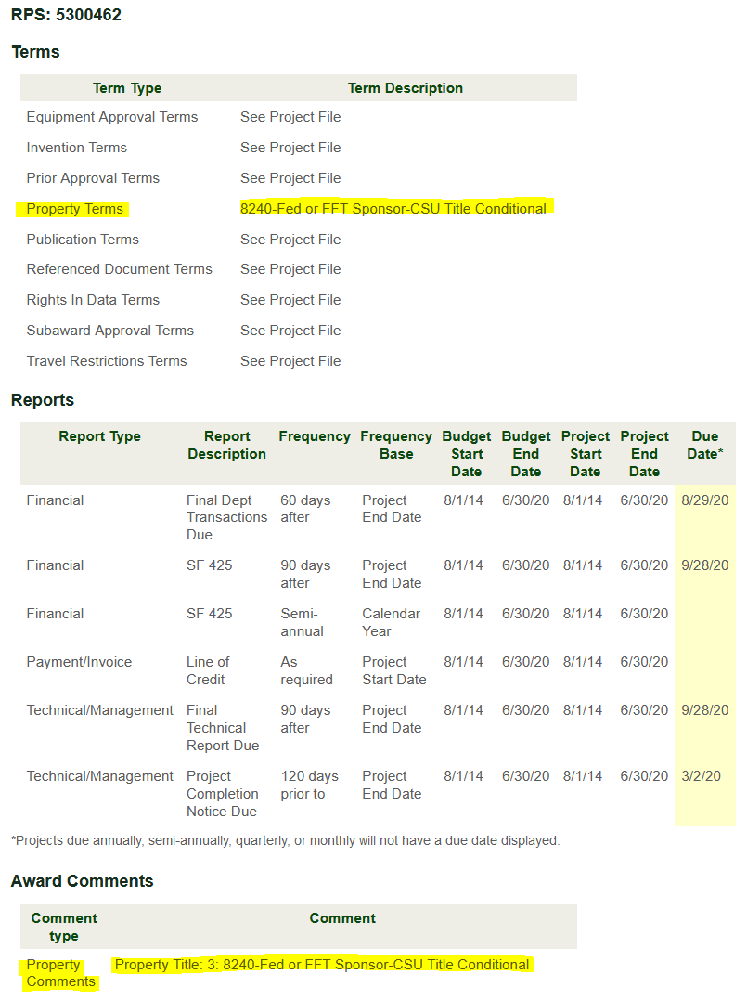 RPS: 5300462
Terms
Term Type Term Description
Equipment Approval Terms See Project File
Invention Terms See Project File
Prior Approval Terms See Project File
Property Terms 8240-Fed or FFT Sponsor-CSU Title Conditional
Publication Terms See Project File
Referenced Document Terms See Project File
Rights In Data Terms See Project File
Subaward Approval Terms See Project File
Travel Restrictions Terms See Project File
Reports
Report Type Report Frequency Frequency Budget Budget Project Project Due
Description Base Start End Start End Date*
Date Date Date Date
Financial Final Dept 60 days Project 8/1/14 6/30/20 8/1/14 6/30/20 8/29/20
Transactions after End Date
Due
Financial SF 425 90 days Project 8/1/14 6/30/20 8/1/14 6/30/20 9/28/20
after End Date
Financial SF 425 Semi- Calendar 8/1/14 6/30/20 8/1/14 6/30/20
annual Year
Payment/Invoice Line of As Project 8/1/14 6/30/20 8/1/14 6/30/20
Credit required Start Date
Technical/Management Final 90 days Project 8/1/14 6/30/20 8/1/14 6/30/20 9/28/20
Technical after End Date
Report Due
Technical/Management Project 120 days Project 8/1/14 6/30/20 8/1/14 6/30/20 3/2/20
Completion prior to End Date
Notice Due
*Projects due annually, semi-annually, quarterly, or monthly will not have a due date displayed.
Award Comments
Comment Comment
type
Property Property Title: 3: 8240-Fed or FFT Sponsor-CSU Title Conditional
Comments